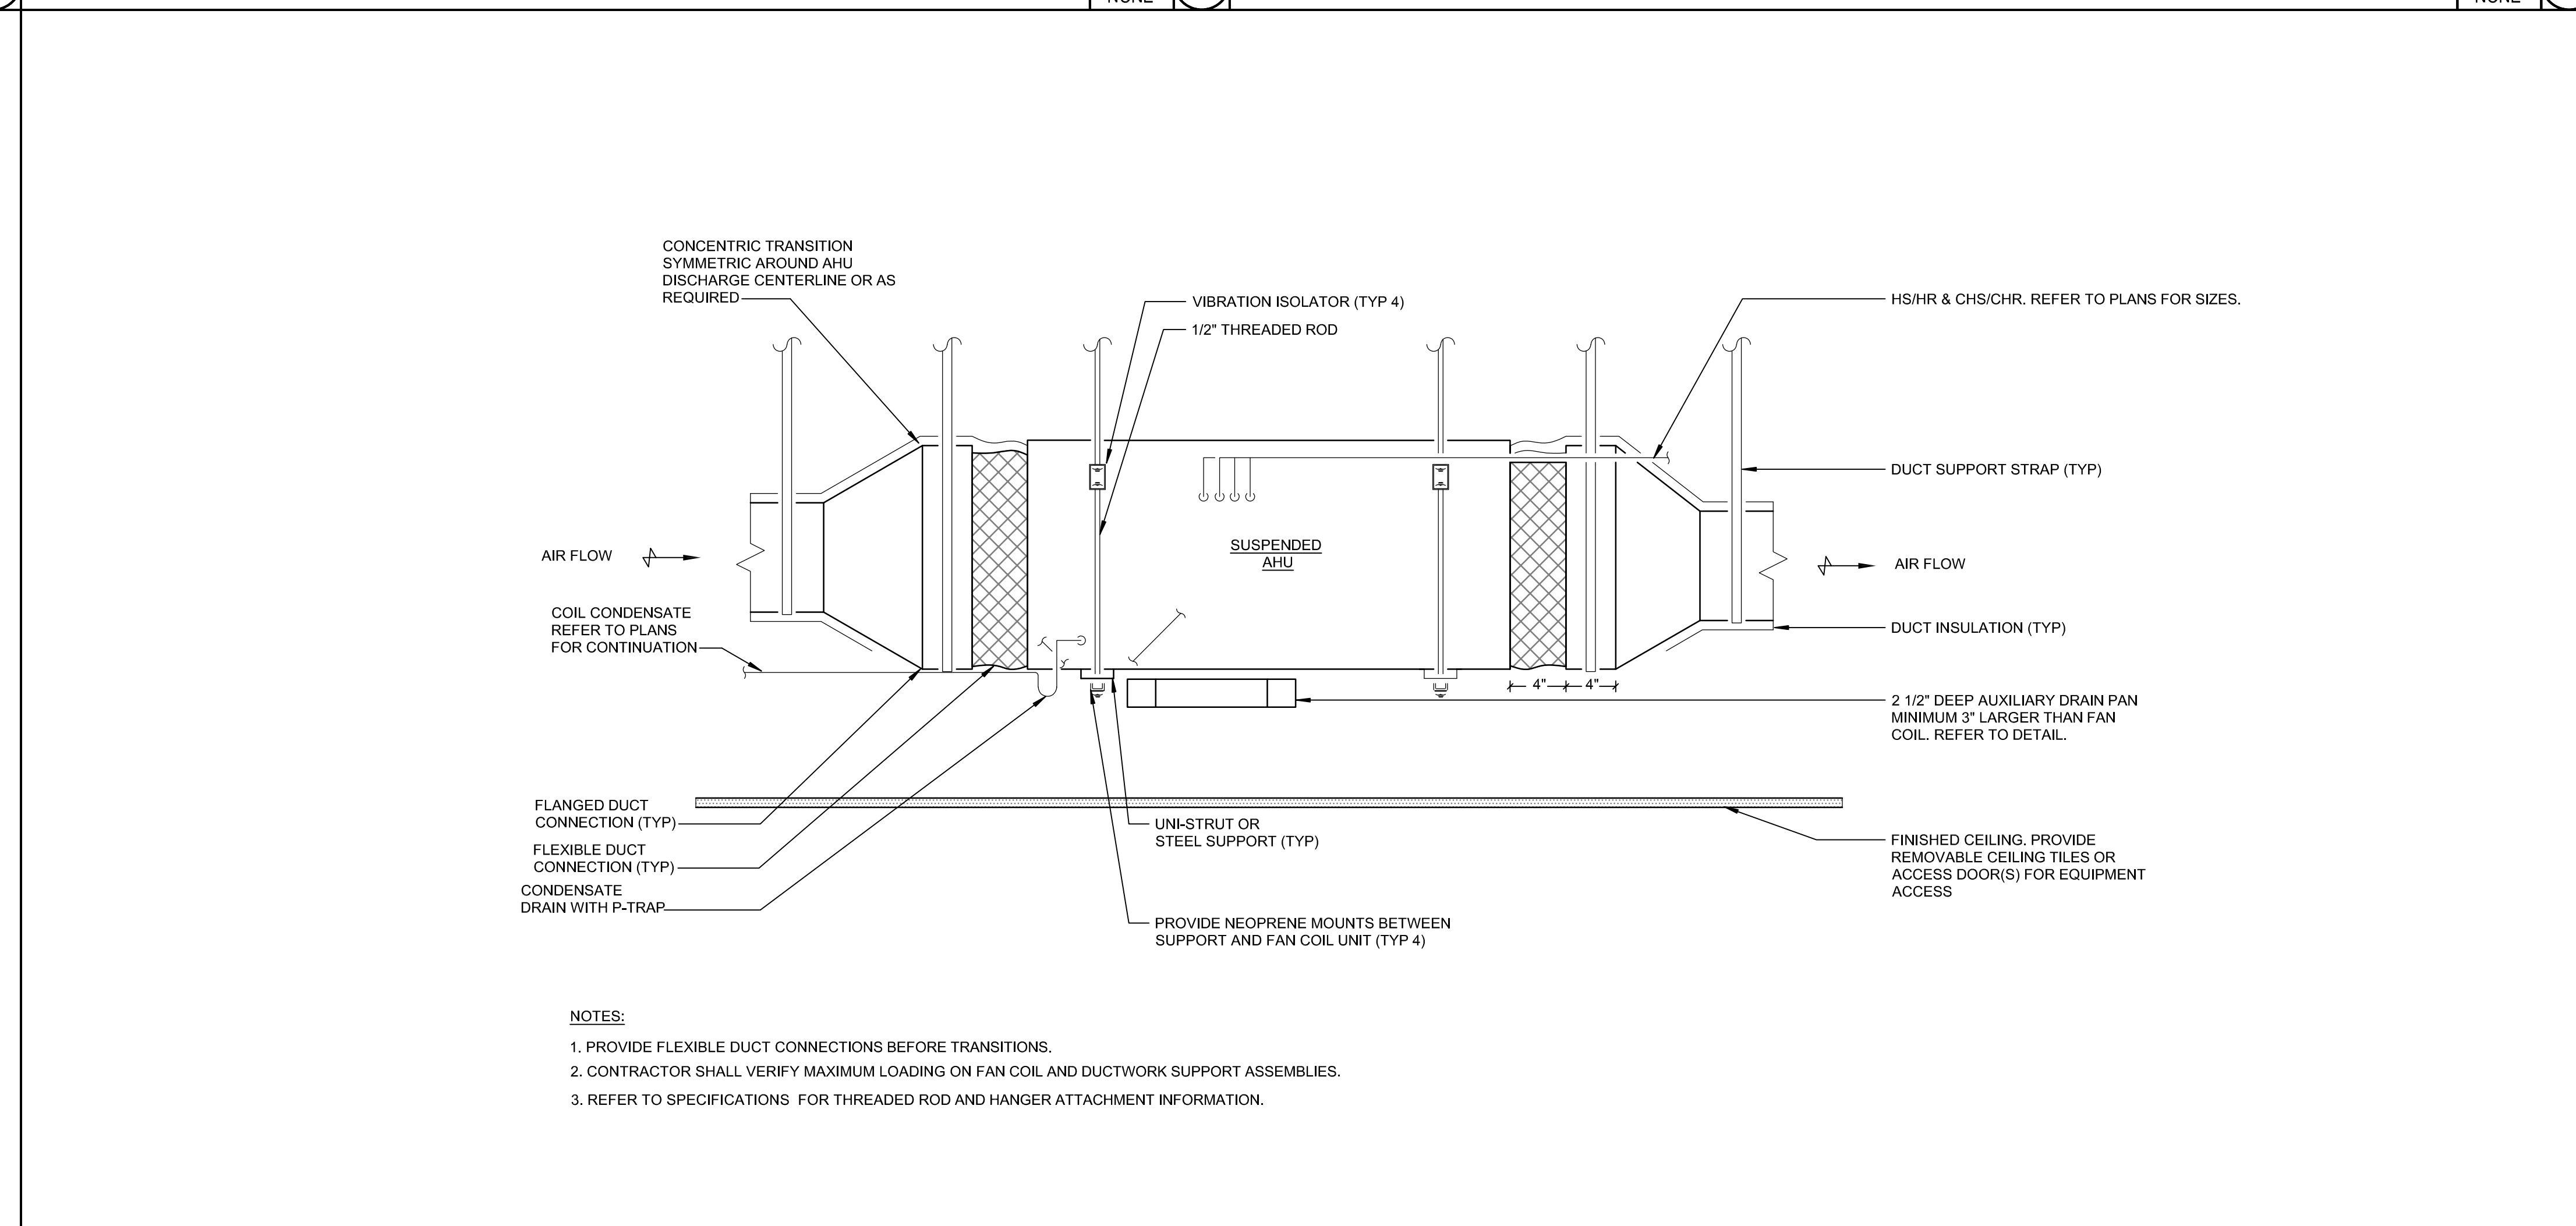 CONCENTRIC TRANSITION
SYMMETRIC AROUND AHU
DISCHARGE CENTERLINE OR AS
REQUIRED
VIBRATION ISOLATOR (TYP 4)
1/2" THREADED ROD
HS/HR & CHS/CHR. REFER TO PLANS FOR SIZES.
DUCT SUPPORT STRAP (TYP)
SUSPENDED
AHU
AIR FLOW
AIR FLOW
COIL CONDENSATE
REFER TO PLANS
FOR CONTINUATION
DUCT INSULATION (TYP)
4"
4"
2 1/2" DEEP AUXILIARY DRAIN PAN
MINIMUM 3" LARGER THAN FAN
COIL. REFER TO DETAIL.
FLANGED DUCT
CONNECTION (TYP)
FLEXIBLE DUCT
CONNECTION (TYP)
CONDENSATE
DRAIN WITH P-TRAP
UNI-STRUT OR
STEEL SUPPORT (TYP)
FINISHED CEILING. PROVIDE
REMOVABLE CEILING TILES OR
ACCESS DOOR(S) FOR EQUIPMENT
ACCESS
PROVIDE NEOPRENE MOUNTS BETWEEN
SUPPORT AND FAN COIL UNIT (TYP 4)
NOTES:
1. PROVIDE FLEXIBLE DUCT CONNECTIONS BEFORE TRANSITIONS.
2. CONTRACTOR SHALL VERIFY MAXIMUM LOADING ON FAN COIL AND DUCTWORK SUPPORT ASSEMBLIES.
3. REFER TO SPECIFICATIONS  FOR THREADED ROD AND HANGER ATTACHMENT INFORMATION.